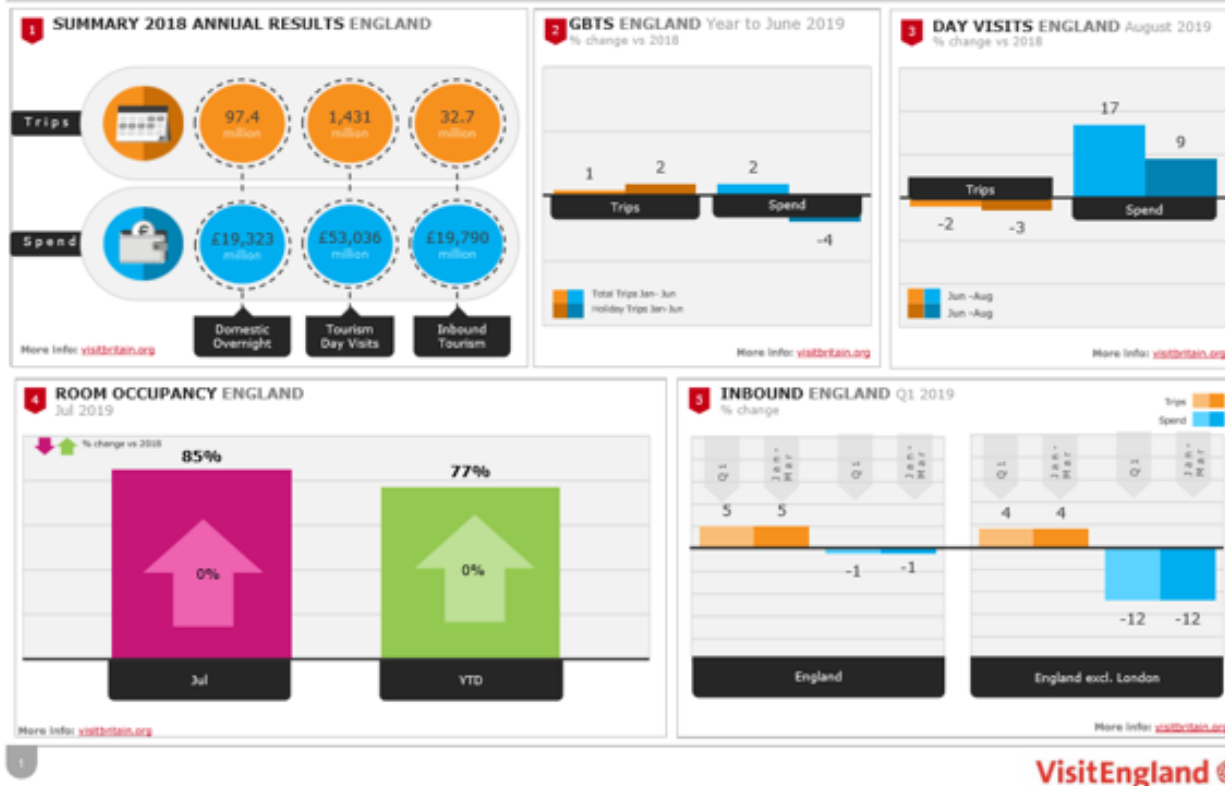 1 SUMMARY 2018 ANNUAL RESULTS ENGLAND
Trips
97.4 million
1,431 million
32.7 million
Spend
£
£19,323 million
£53,036 million
£19,790 million
Domestic Overnight
Tourism Day Visits
Inbound Tourism
More info: visitbritain.org
2 GBTS ENGLAND Year to June 2019
% change vs 2018
1
2
2
Trips
Spend
-4
Total Trips Jan- Jun
Holiday Trips Jan-Jun
More info: visitbritain.org
3 DAY VISITS ENGLAND August 2019
% change vs 2018
17
9
Trips
Spend
-2
-3
Jun -Aug
Jun -Aug
More info: visitbritain.org
4 ROOM OCCUPANCY ENGLAND
Jul 2019
% change vs 2018
85%
77%
0%
0%
Jul
YTD
More info: visitbritain.org
5 INBOUND ENGLAND Q1 2019
% change
Trips
Spend
Q1
Jan-Mar
Q1
Jan-Mar
Q1
Jan-Mar
Q1
Jan-Mar
5
5
4
4
-1
-1
-12
-12
England
England excl. London
More info: visitbritain.org
1
VisitEngland